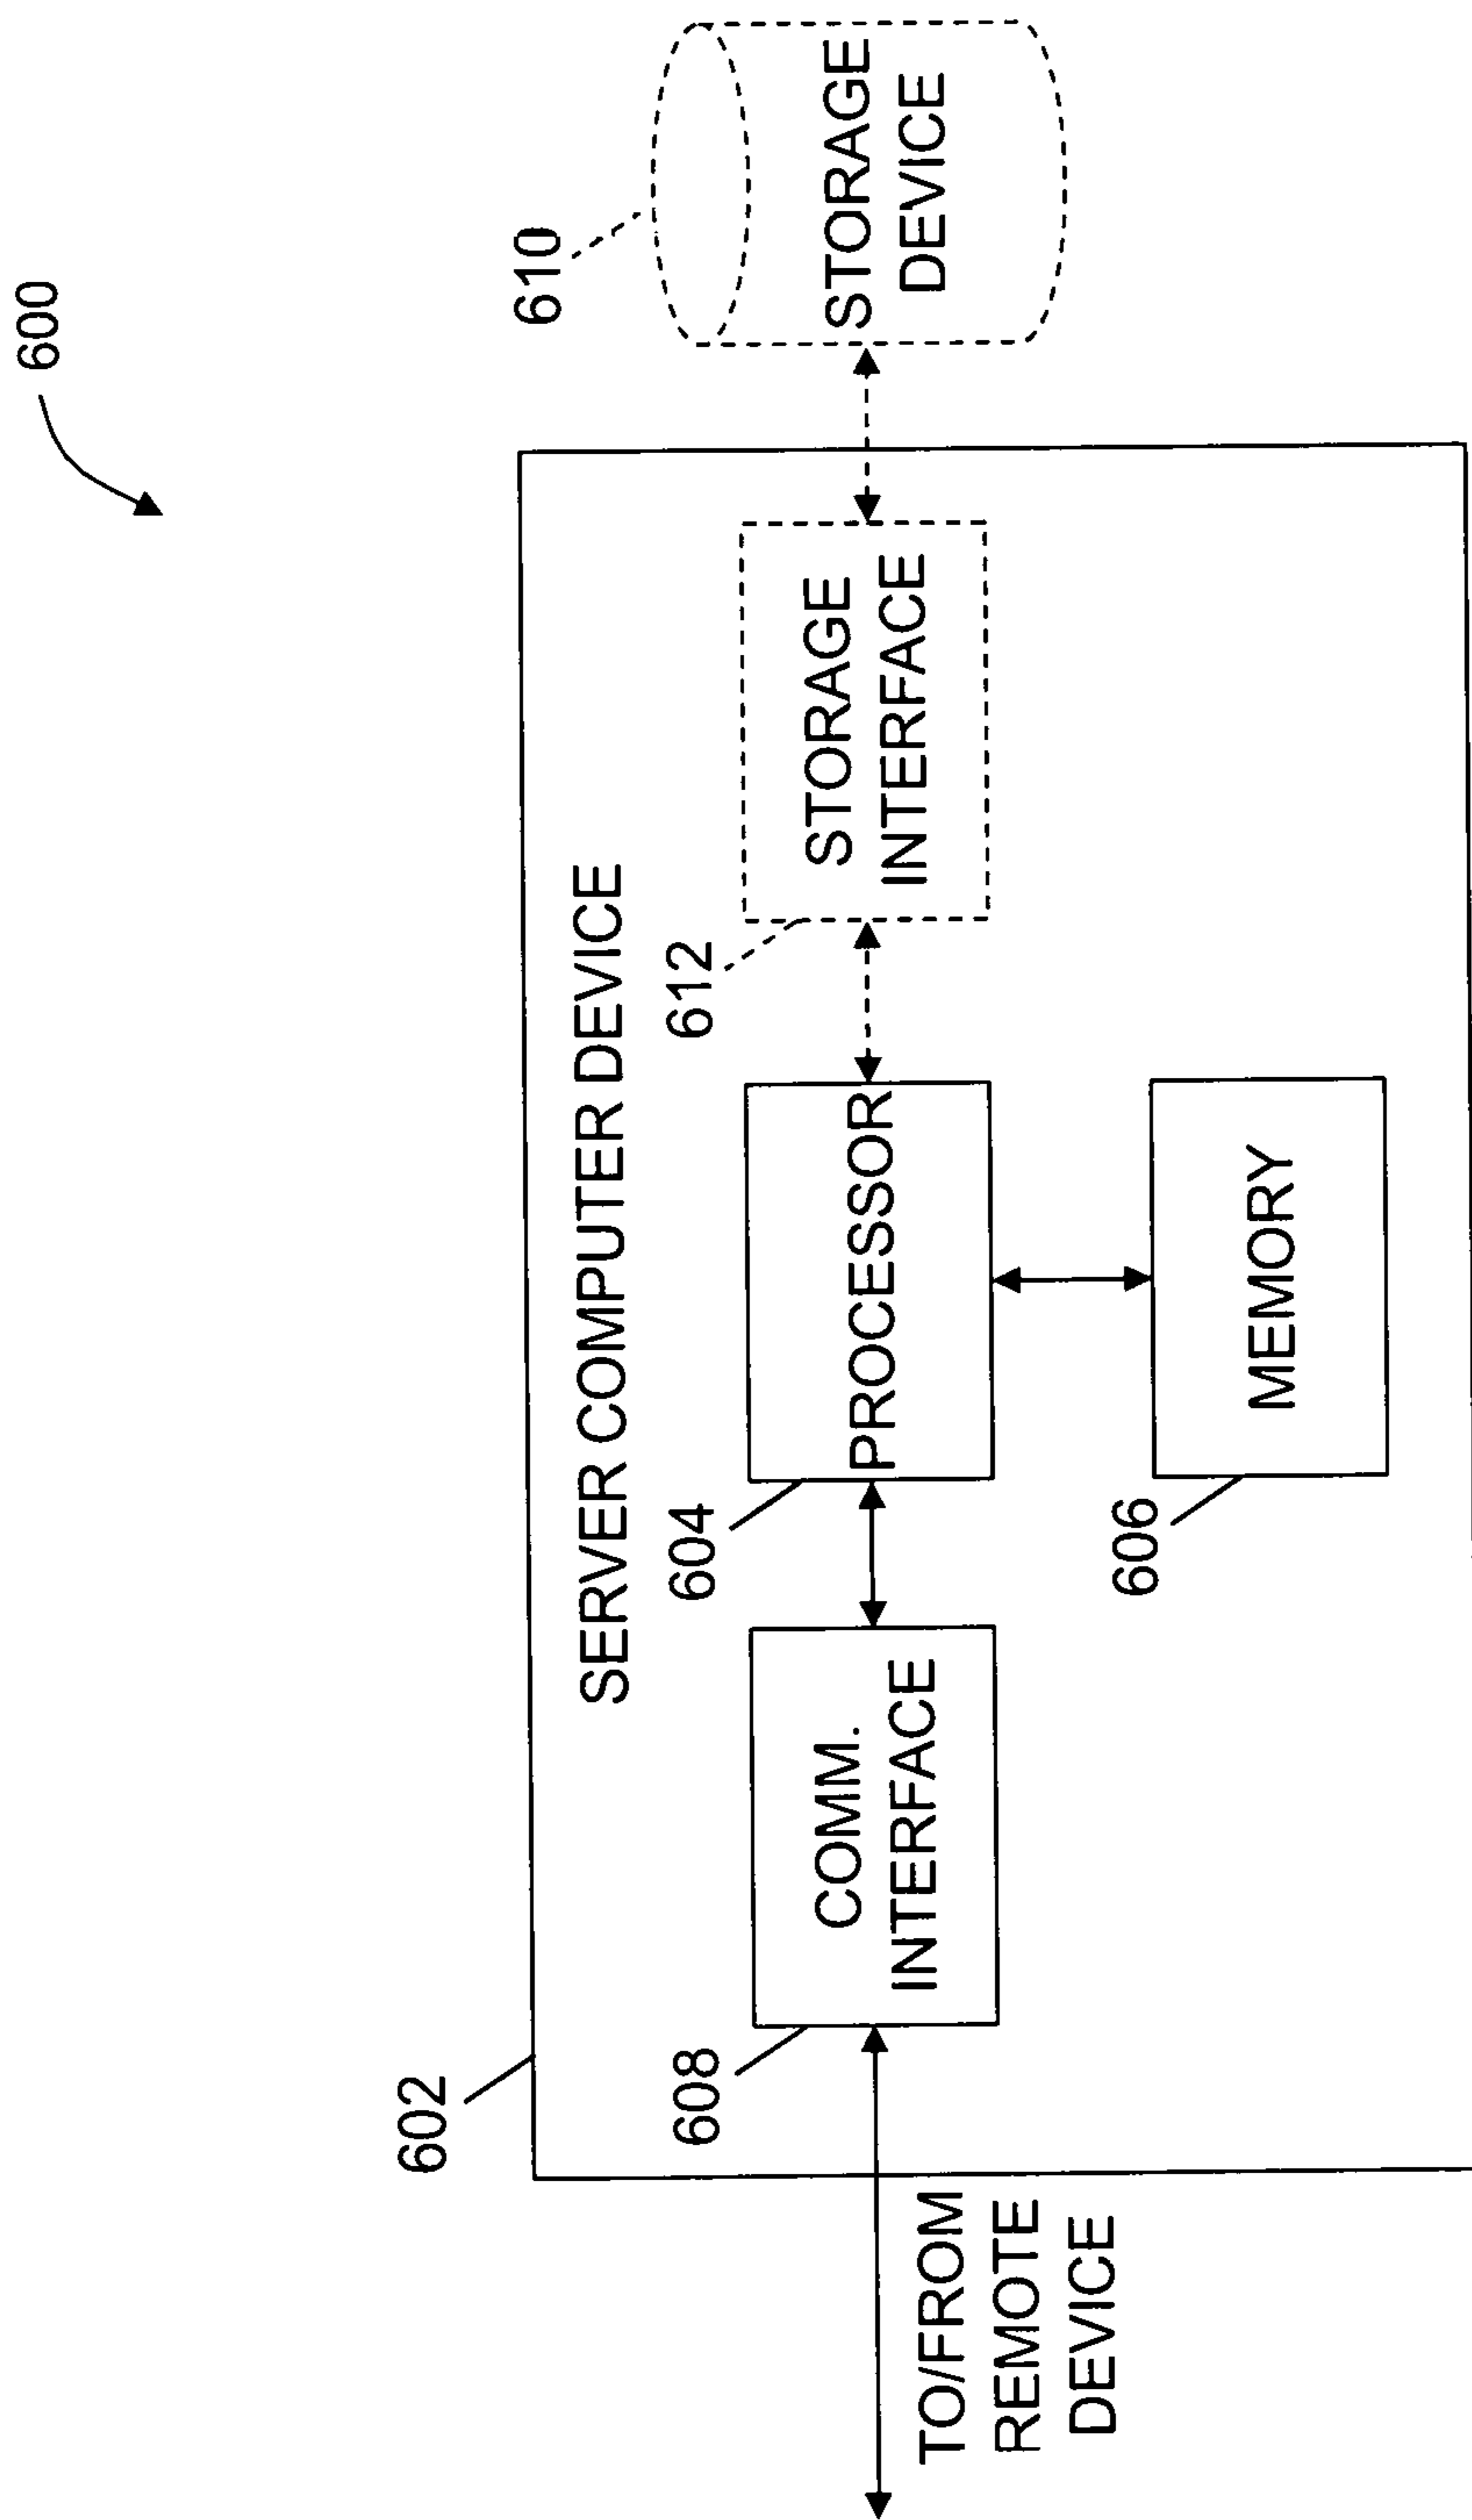 600
602
SERVER COMPUTER DEVICE
610
608
604
612
COMM.
INTERFACE
PROCESSOR
STORAGE
INTERFACE
STORAGE
DEVICE
TO/FROM
REMOTE
DEVICE
606
MEMORY